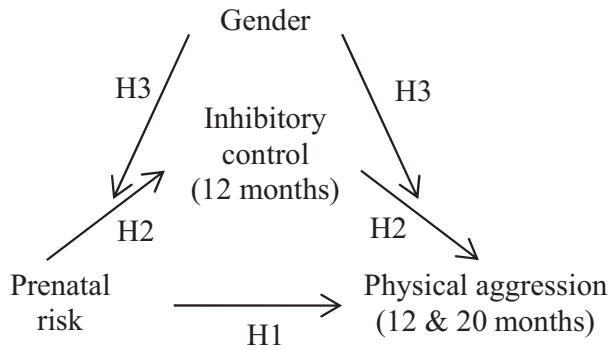 Gender
H3
H3
Inhibitory
control
(12 months)
H2
H2
Prenatal
risk
Physical aggression
(12 & 20 months)
H1